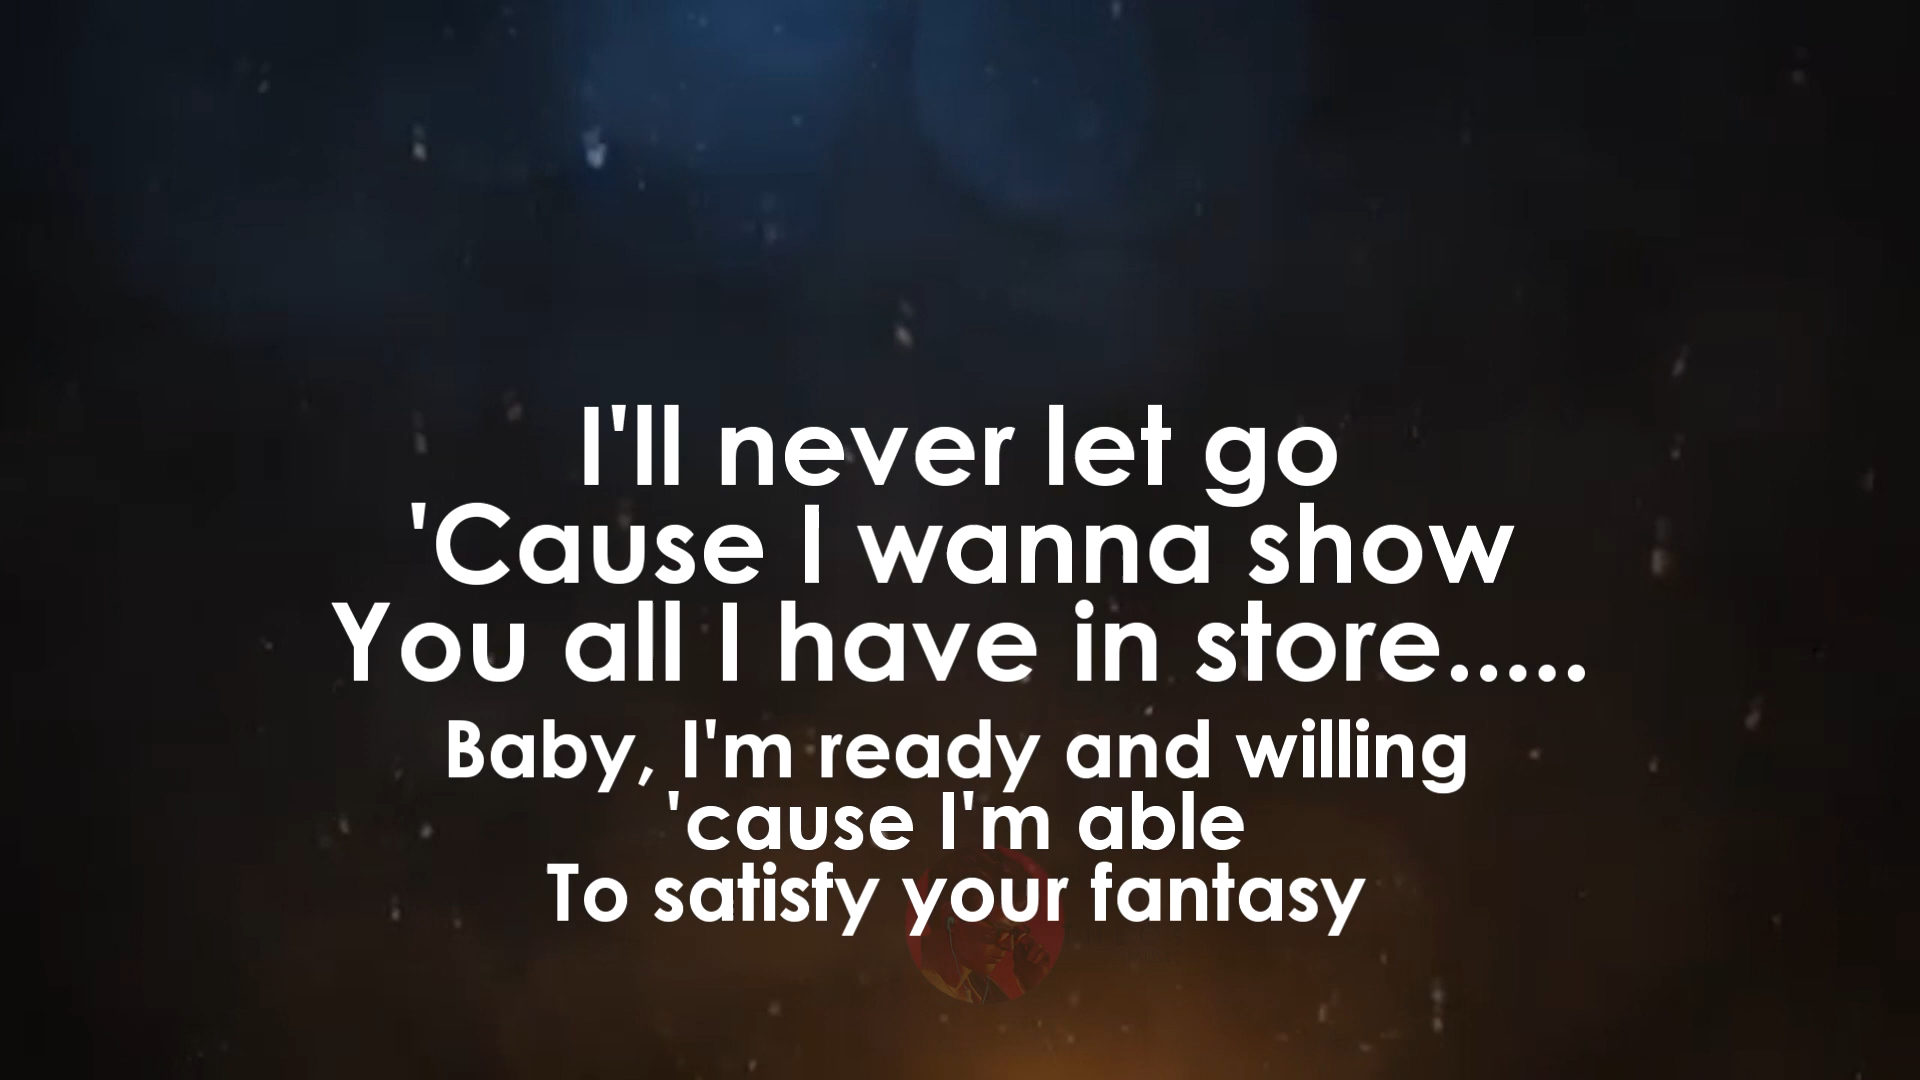 I'll never let go
'Cause I wanna show
You all I have in store.....
Baby, I'm ready and willing
'cause I'm able
To satisfy your fantasy